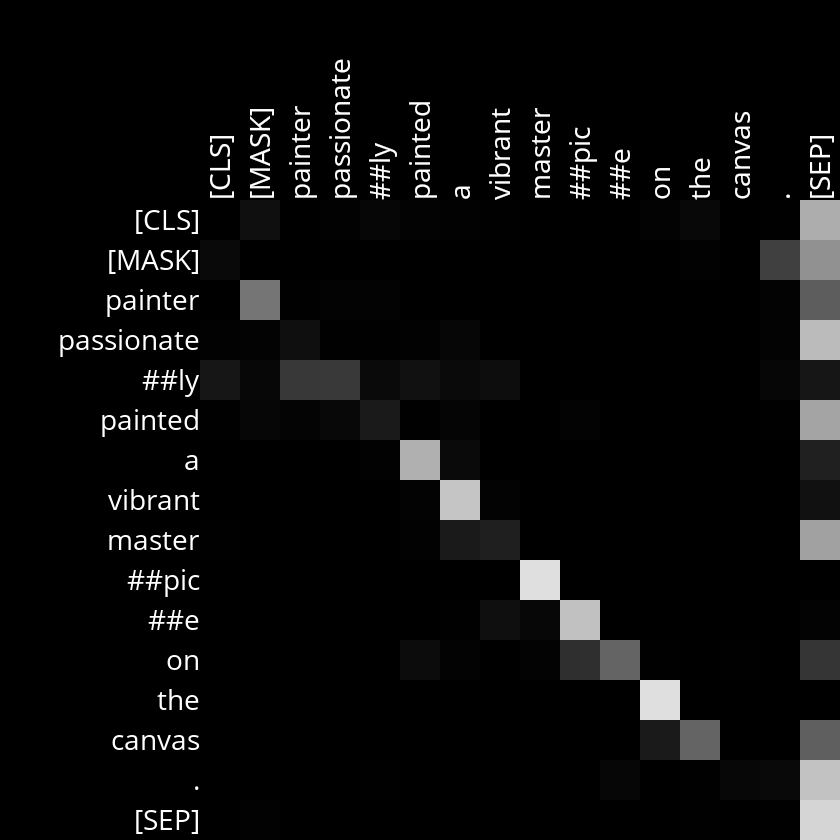 [CLS]
[MASK]
painter
passionate
##ly
painted
a
vibrant
master
##pic
##e
on
the
canvas
.
[SEP]
[CLS]
[MASK]
painter
passionate
##ly
painted
a
vibrant
master
##pic
##e
on
the
canvas
.
[SEP]